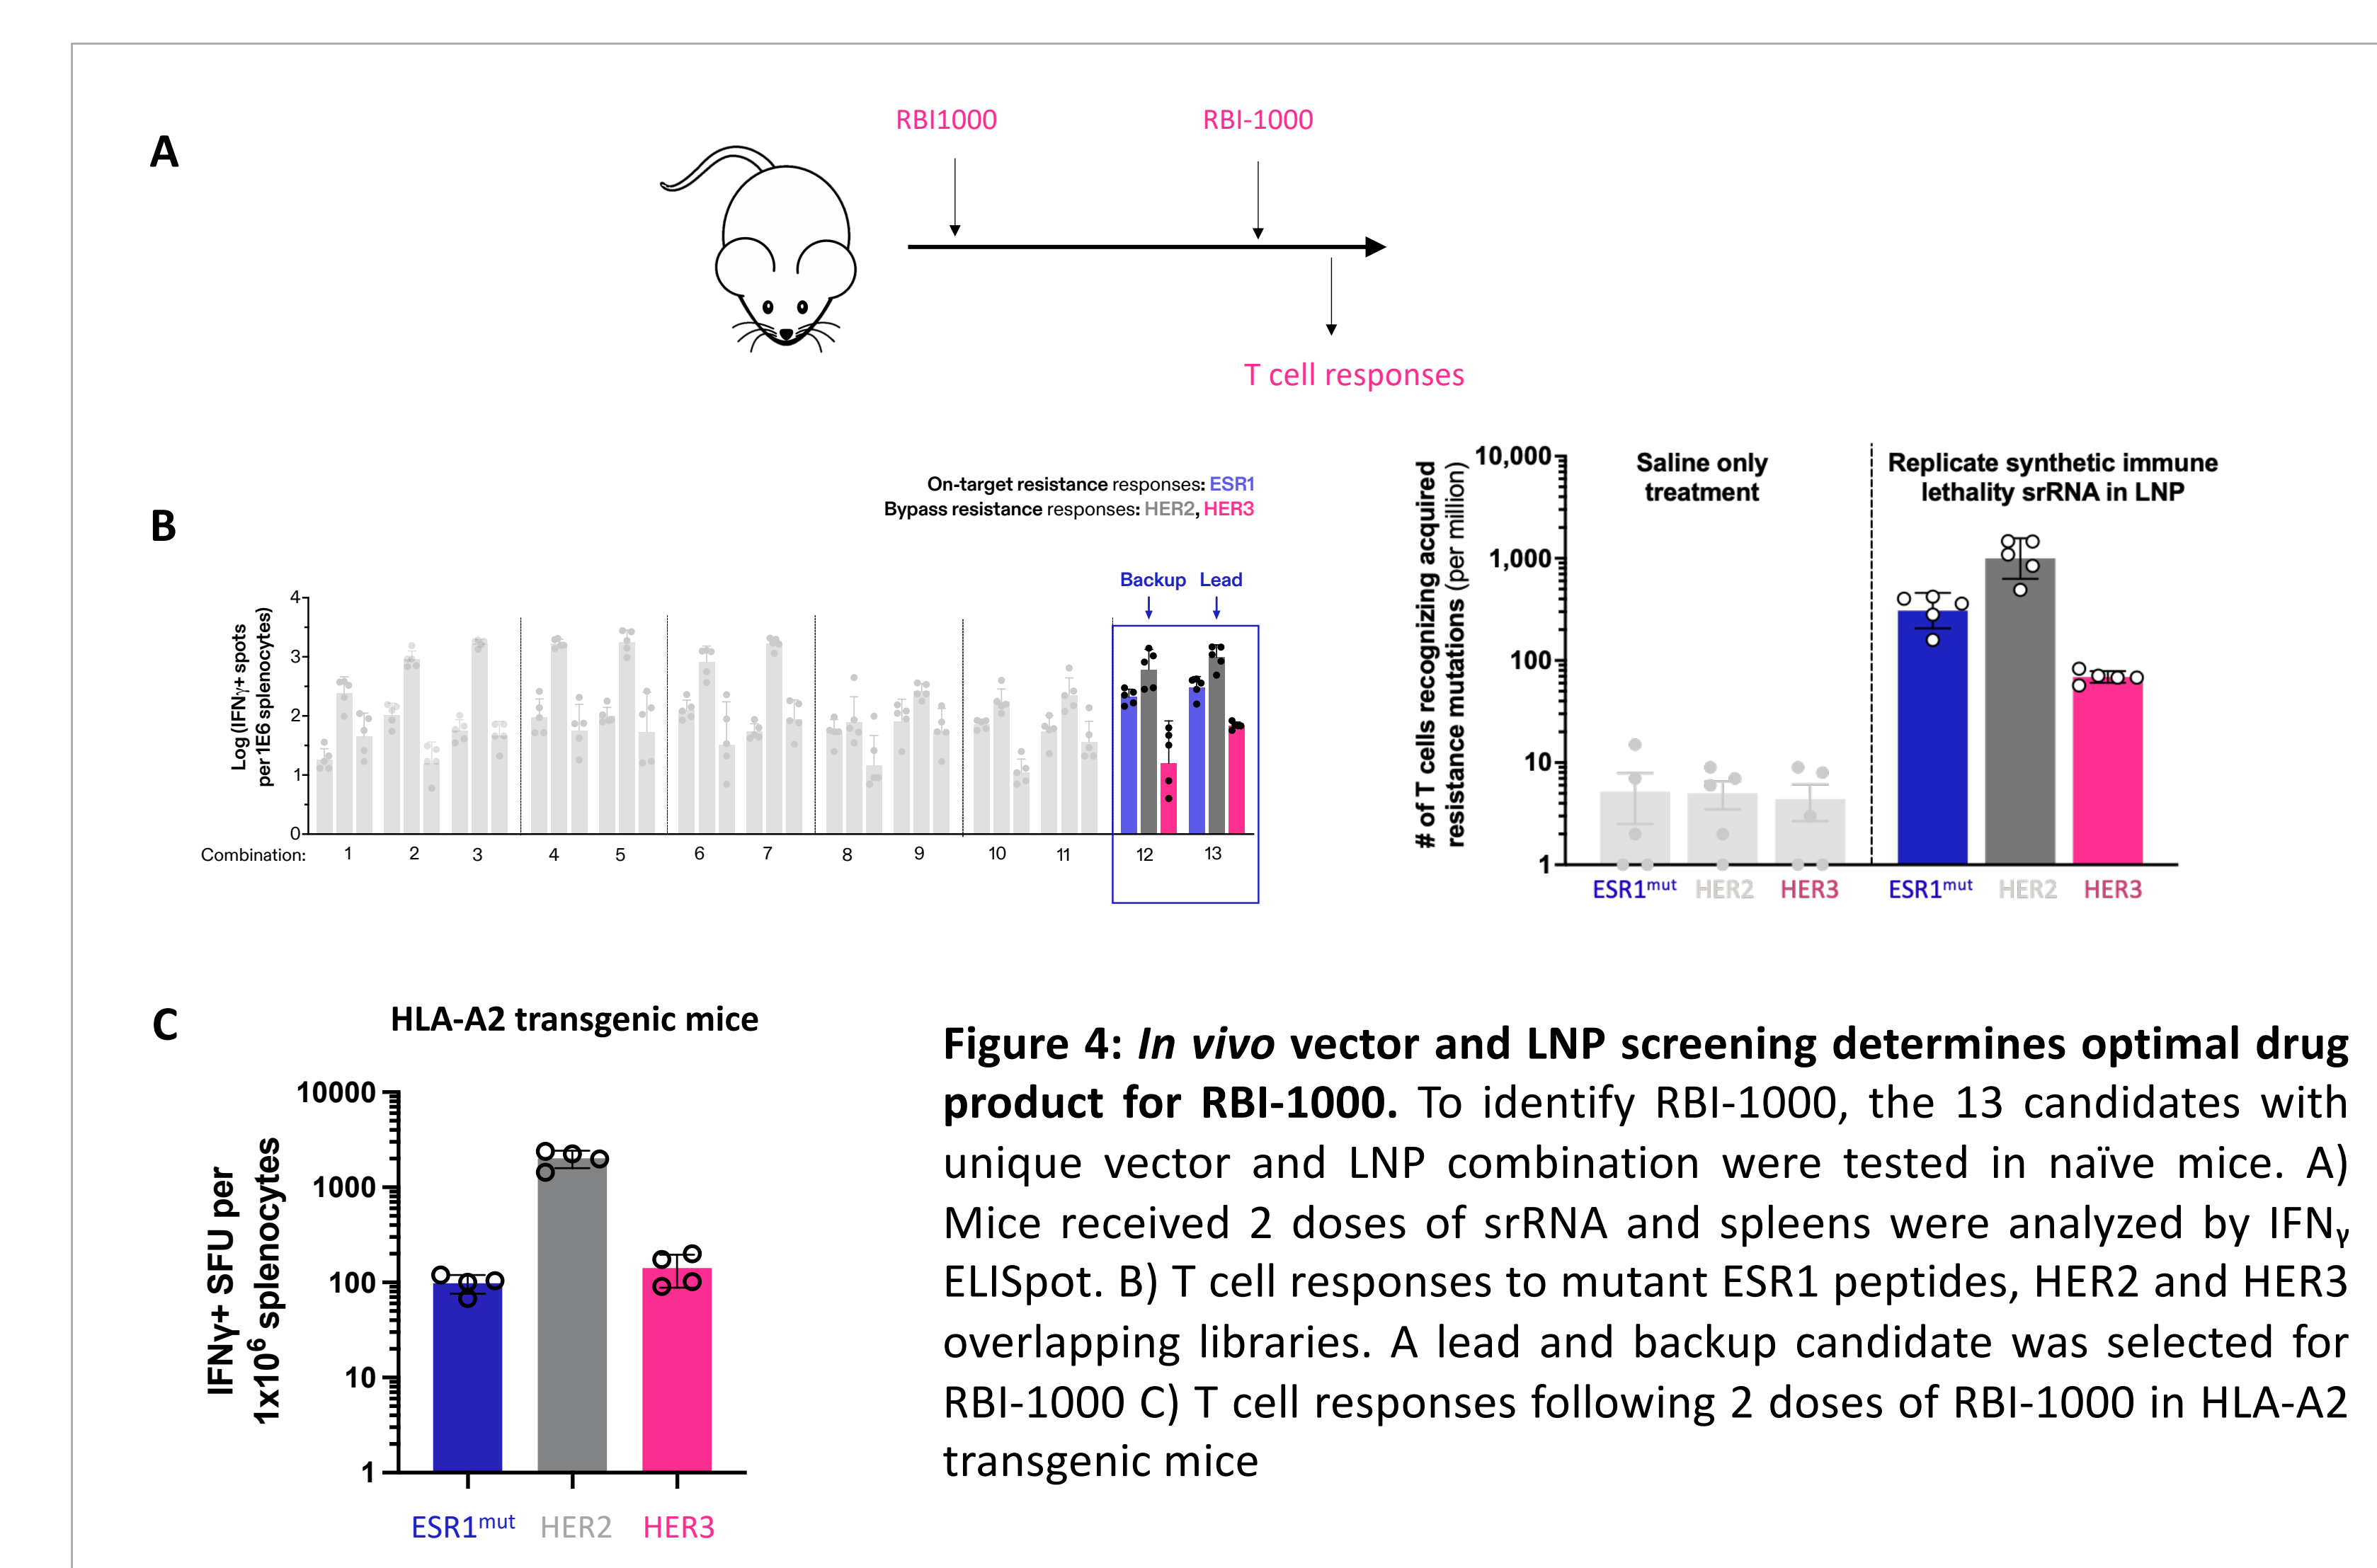 A
RBI1000
RBI-1000
T cell responses
B
On-target resistance responses: ESR1
Bypass resistance responses: HER2, HER3
Backup
Lead
Log (IFNγ+ spots
per 1E6 splenocytes)
4
3
2
1
0
Combination: 1 2 3 4 5 6 7 8 9 10 11 12 13
# of T cells recognizing acquired
resistance mutations (per million)
10,000
1,000
100
10
1
Saline only
treatment
Replicate synthetic immune
lethality srRNA in LNP
ESR1ᵐᵘᵗ HER2 HER3 ESR1ᵐᵘᵗ HER2 HER3
C
HLA-A2 transgenic mice
IFNγ+ SFU per
1x10⁶ splenocytes
10000
1000
100
10
1
ESR1ᵐᵘᵗ HER2 HER3
Figure 4: In vivo vector and LNP screening determines optimal drug
product for RBI-1000. To identify RBI-1000, the 13 candidates with
unique vector and LNP combination were tested in naïve mice. A)
Mice received 2 doses of srRNA and spleens were analyzed by IFNᵧ
ELISpot. B) T cell responses to mutant ESR1 peptides, HER2 and HER3
overlapping libraries. A lead and backup candidate was selected for
RBI-1000 C) T cell responses following 2 doses of RBI-1000 in HLA-A2
transgenic mice